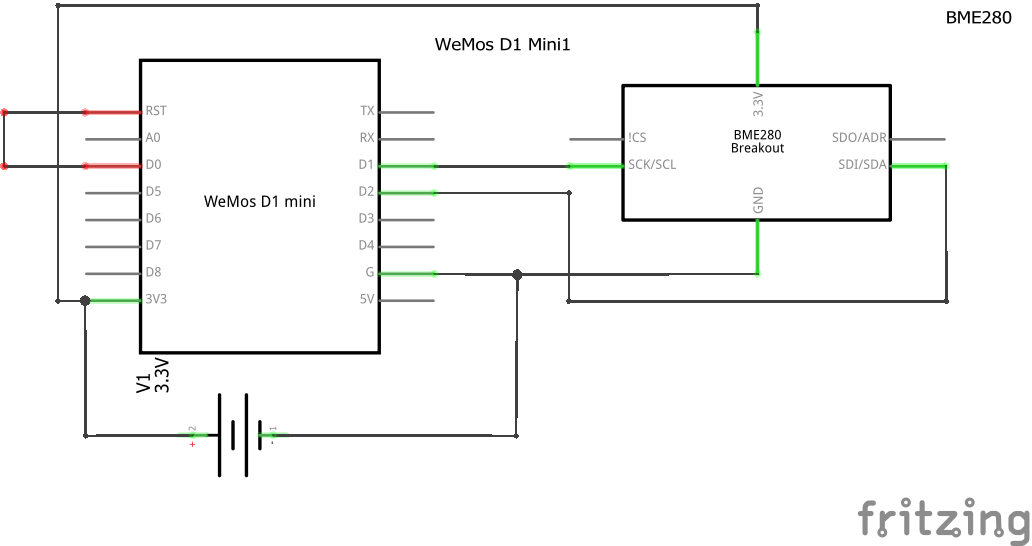 BME280
WeMos D1 Mini1
RST
A0
D0
D5
D6
D7
D8
3V3
WeMos D1 mini
TX
RX
D1
D2
D3
D4
G
5V
3.3V
!CS
SCK/SCL
BME280
Breakout
SDO/ADR
SDI/SDA
GND
V1
3.3V
2
+
1
-
fritzing